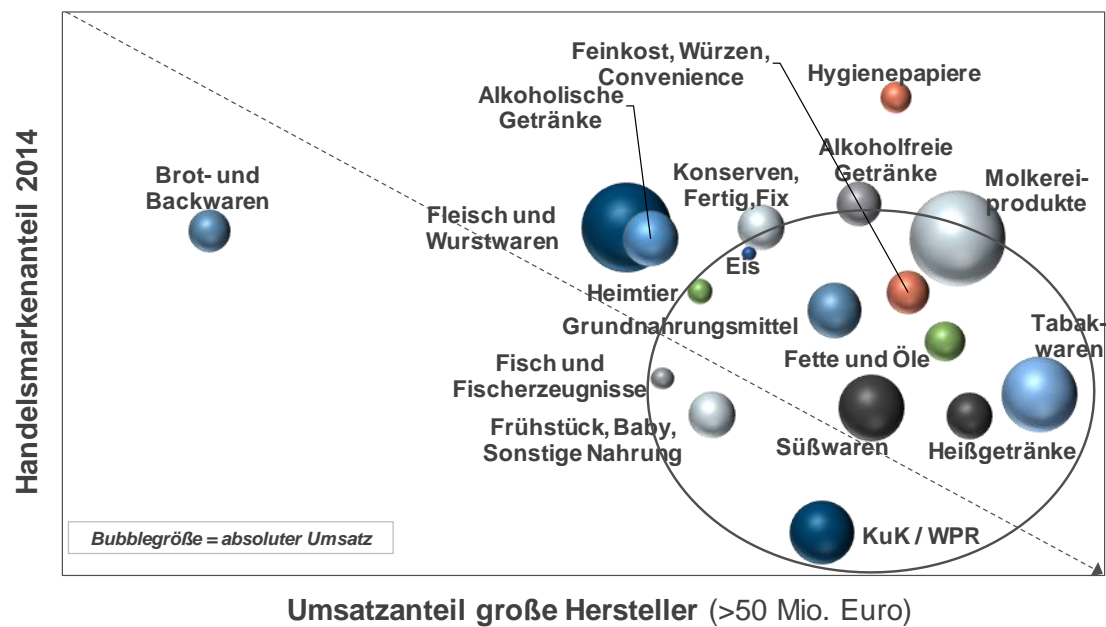 Feinkost, Würzen,
Convenience
Hygienepapiere
Alkoholische
Getränke
Alkoholfreie
Getränke
Konserven,
Fertig,Fix
Molkerei-
produkte
Brot- und
Backwaren
Fleisch und
Wurstwaren
Eis
Heimtier
Grundnahrungsmittel
Tabak-
waren
Fette und Öle
Fisch und
Fischerzeugnisse
Frühstück, Baby,
Sonstige Nahrung
Süßwaren
Heißgetränke
KuK / WPR
Bubblegröße = absoluter Umsatz
Handelsmarkenanteil 2014
Umsatzanteil große Hersteller (>50 Mio. Euro)